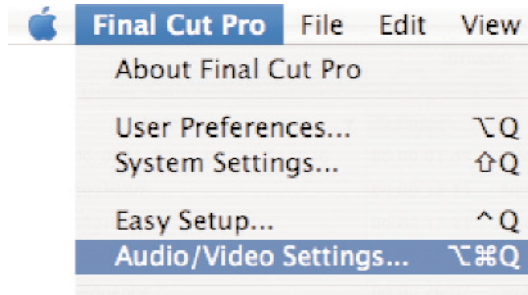 Final Cut Pro File Edit View
About Final Cut Pro
User Preferences... ⌥Q
System Settings... ⇧Q
Easy Setup... ^Q
Audio/Video Settings... ⌥⌘Q